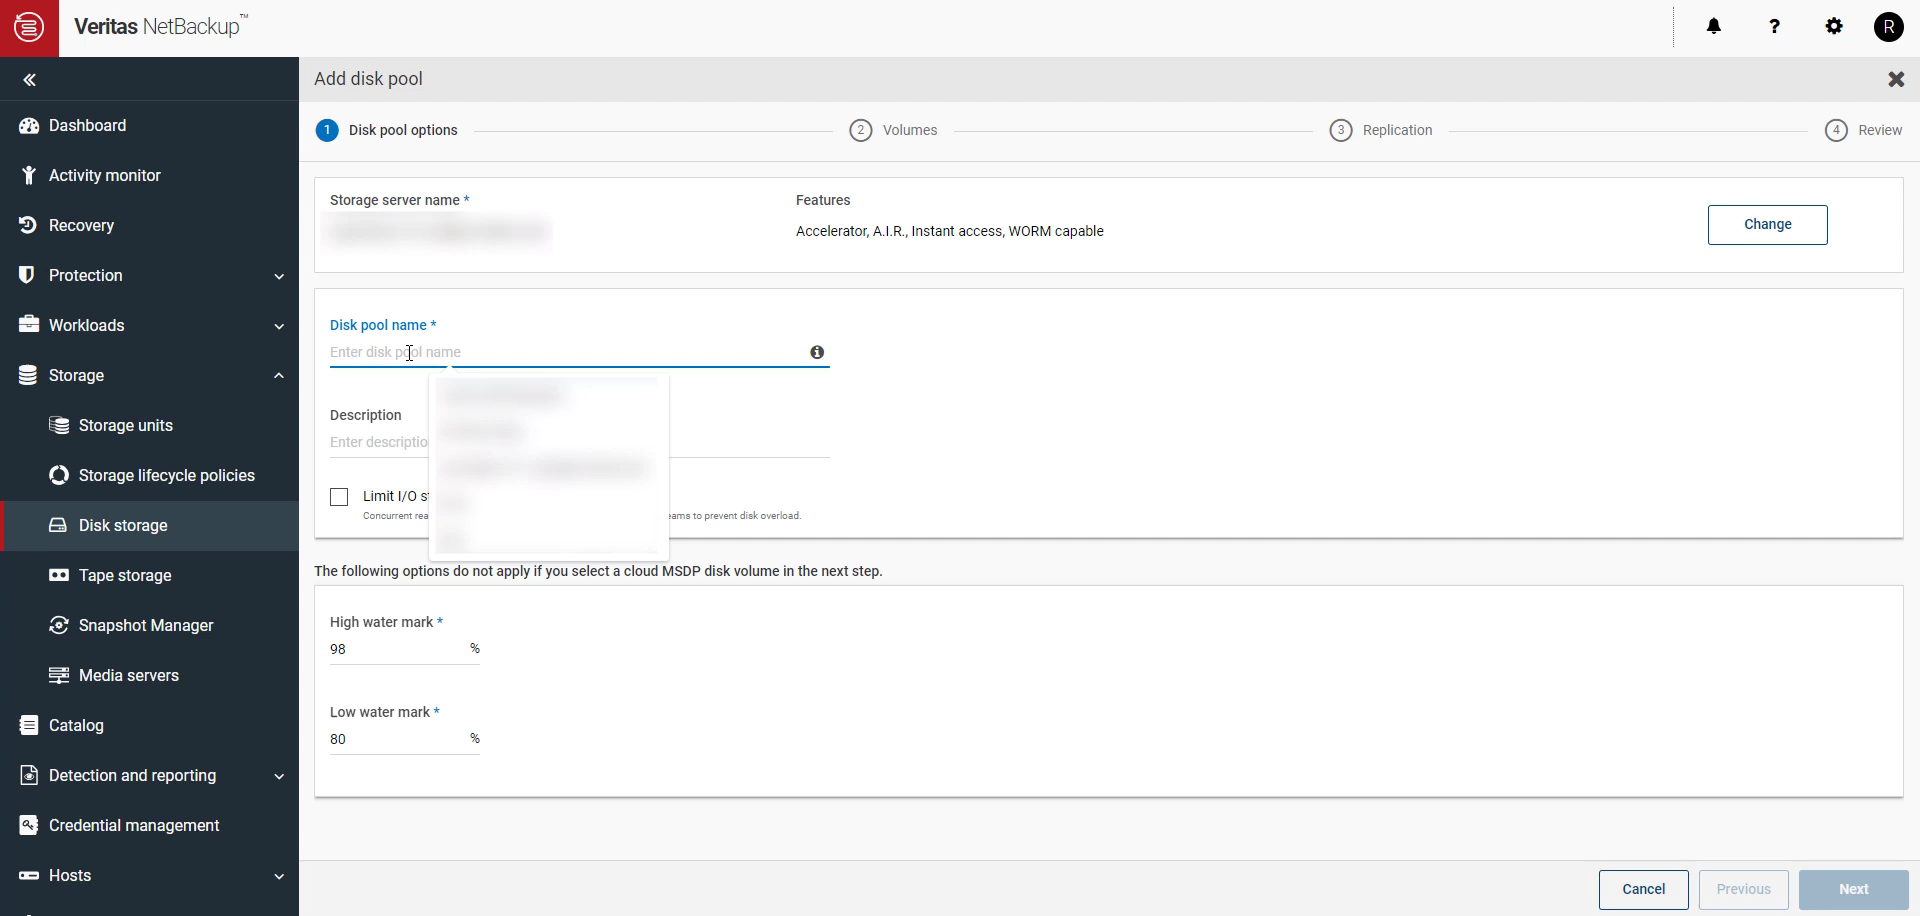 Veritas NetBackup™
R
Add disk pool
1 Disk pool options
2 Volumes
3 Replication
4 Review
Dashboard
Activity monitor
Recovery
Protection
Workloads
Storage
Storage units
Storage lifecycle policies
Disk storage
Tape storage
Snapshot Manager
Media servers
Catalog
Detection and reporting
Credential management
Hosts
Storage server name *
Features
Accelerator, A.I.R., Instant access, WORM capable
Change
Disk pool name *
Enter disk pool name
Description
Enter descriptio
Limit I/O st
Concurrent rea
eams to prevent disk overload.
The following options do not apply if you select a cloud MSDP disk volume in the next step.
High water mark *
98 %
Low water mark *
80 %
Cancel
Previous
Next